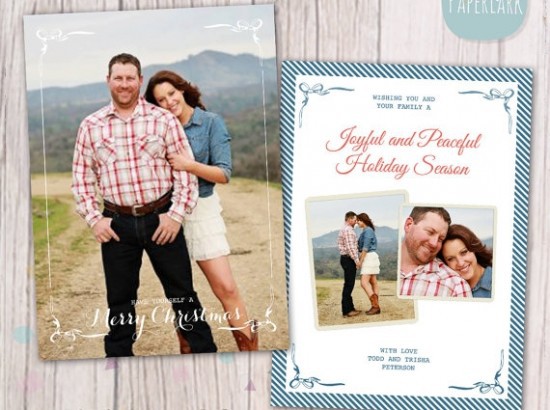 PAPERLARK
HAVE YOURSELF A
Merry Christmas
WISHING YOU AND
YOUR FAMILY A
Joyful and Peaceful
Holiday Season
WITH LOVE
TODD AND TRISHA
PETERSON